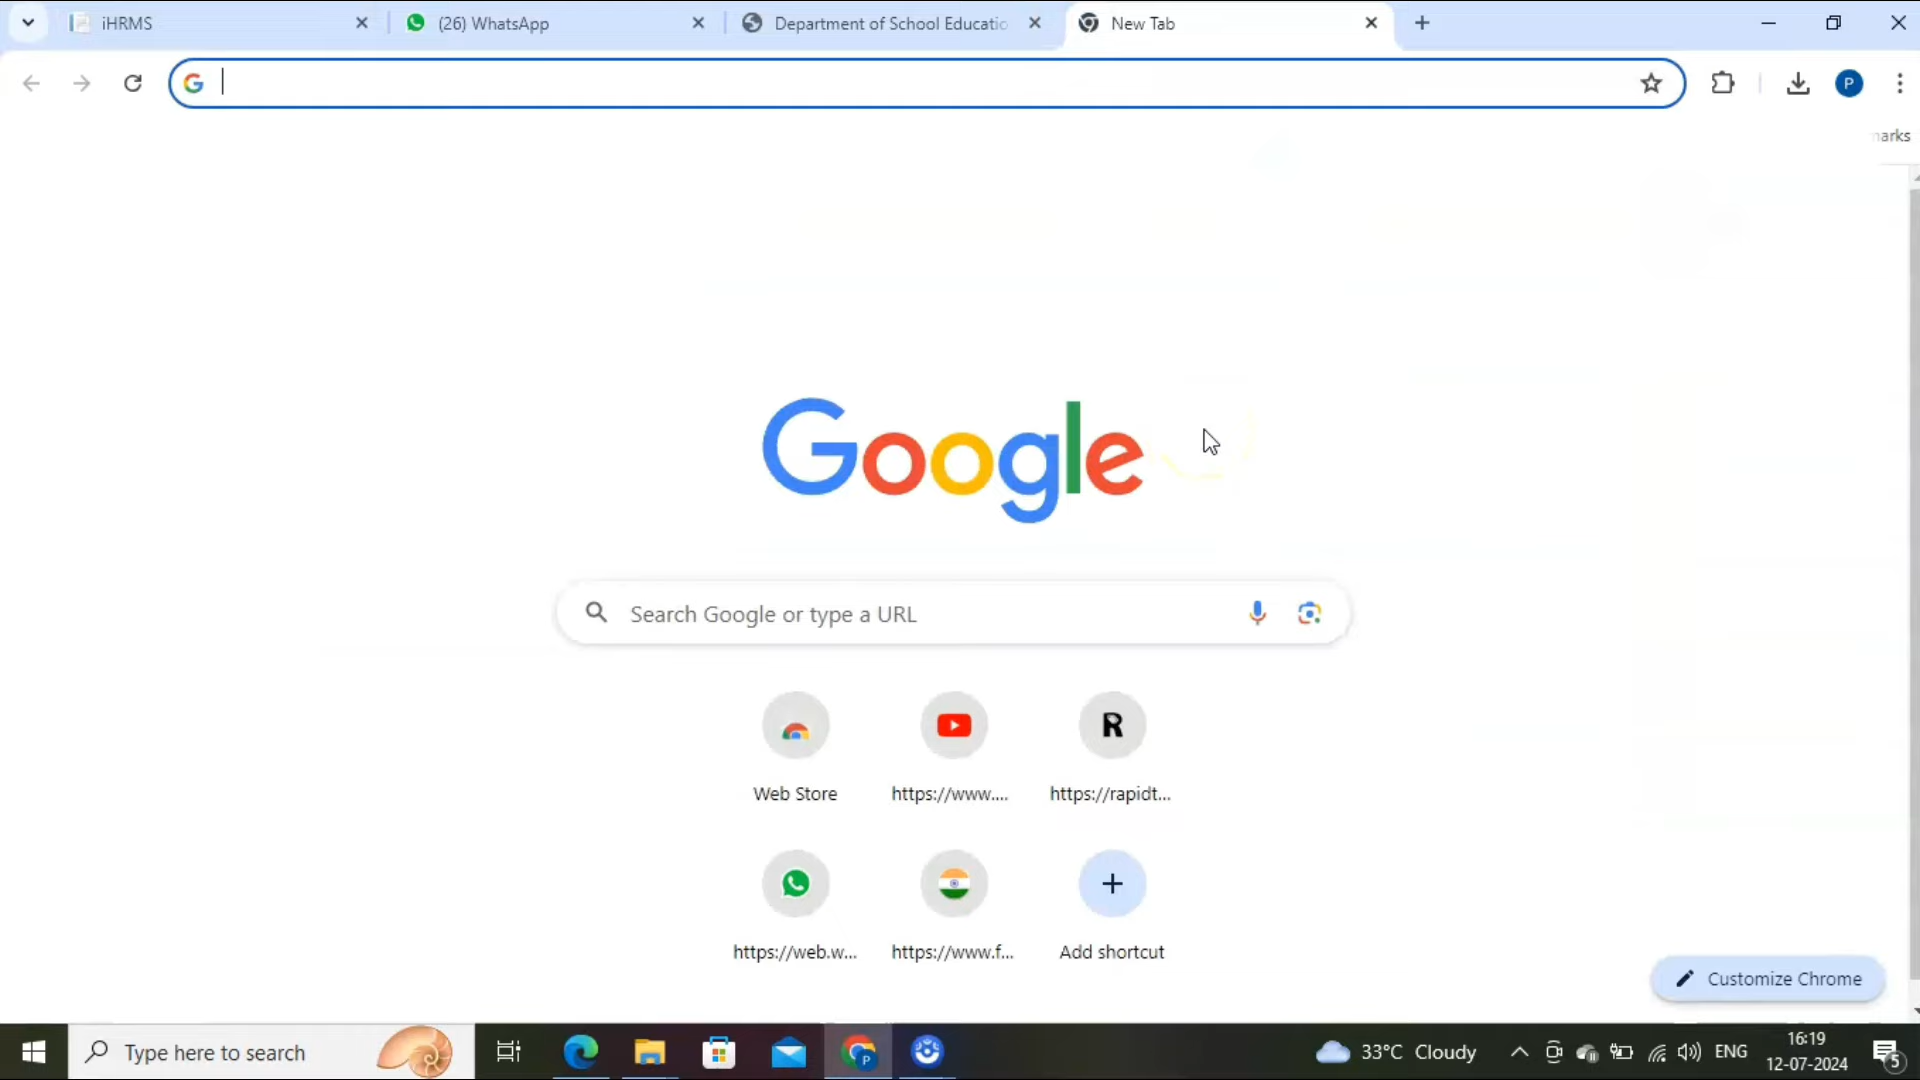 iHRMS
(26) WhatsApp
Department of School Educatio
New Tab
G
P
marks
Google
Search Google or type a URL
R
Web Store
https://www....
https://rapidt...
https://web.w...
https://www.f...
Add shortcut
Customize Chrome
Type here to search
P
33°C Cloudy
ENG
16:19
12-07-2024
5